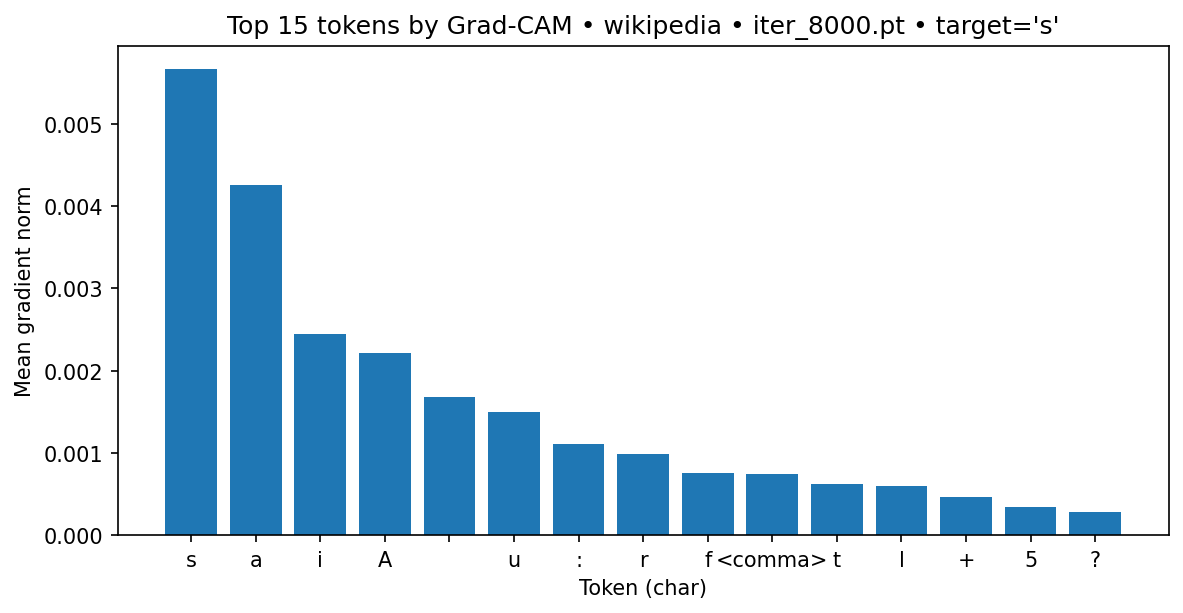 Top 15 tokens by Grad-CAM • wikipedia • iter_8000.pt • target='s'
Mean gradient norm
0.005
0.004
0.003
0.002
0.001
0.000
s a i A u : r f <comma> t l + 5 ?
Token (char)